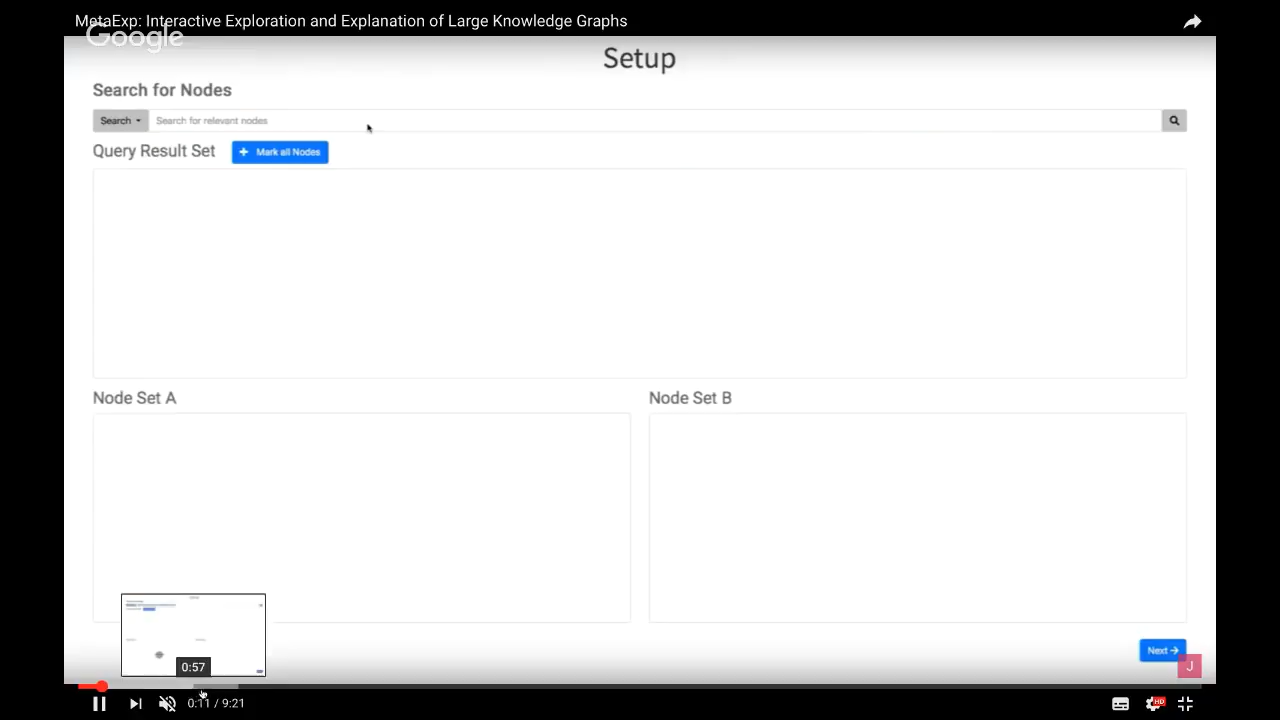 MetaExp: Interactive Exploration and Explanation of Large Knowledge Graphs
Google
Setup
Search for Nodes
Search
Search for relevant nodes
Query Result Set
Mark all Nodes
Node Set A
Node Set B
Next
J
0:57
0:11 / 9:21
HD